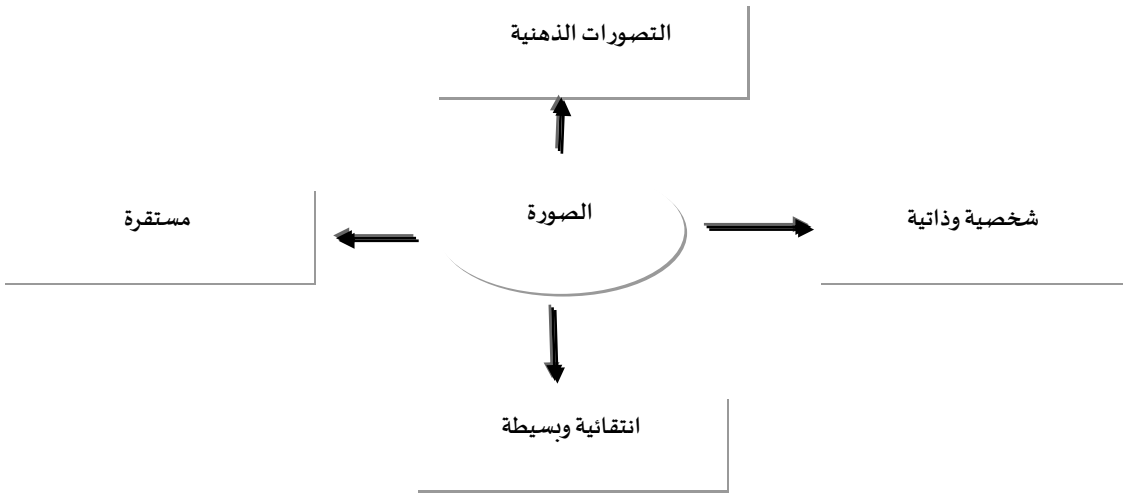 التصورات الذهنية
شخصية وذاتية
الصورة
مستقرة
انتقائية وبسيطة